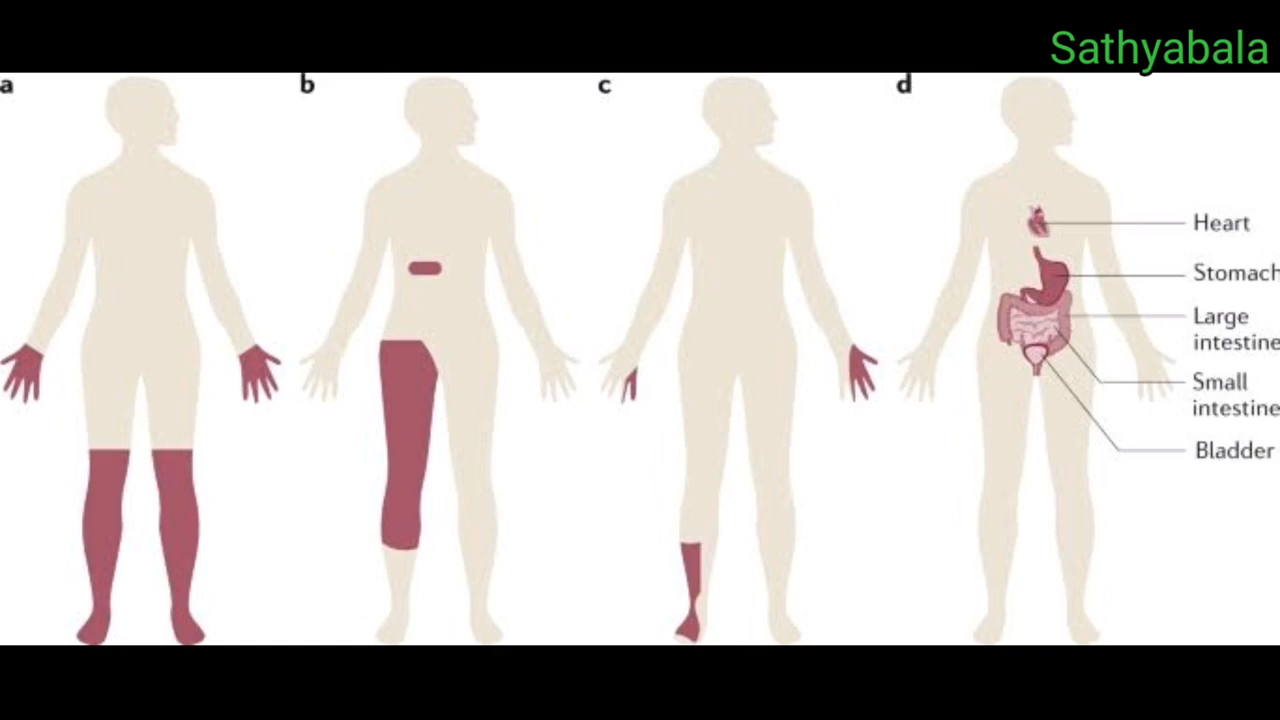 Sathyabala
a
b
c
d
Heart
Stomach
Large
intestine
Small
intestine
Bladder